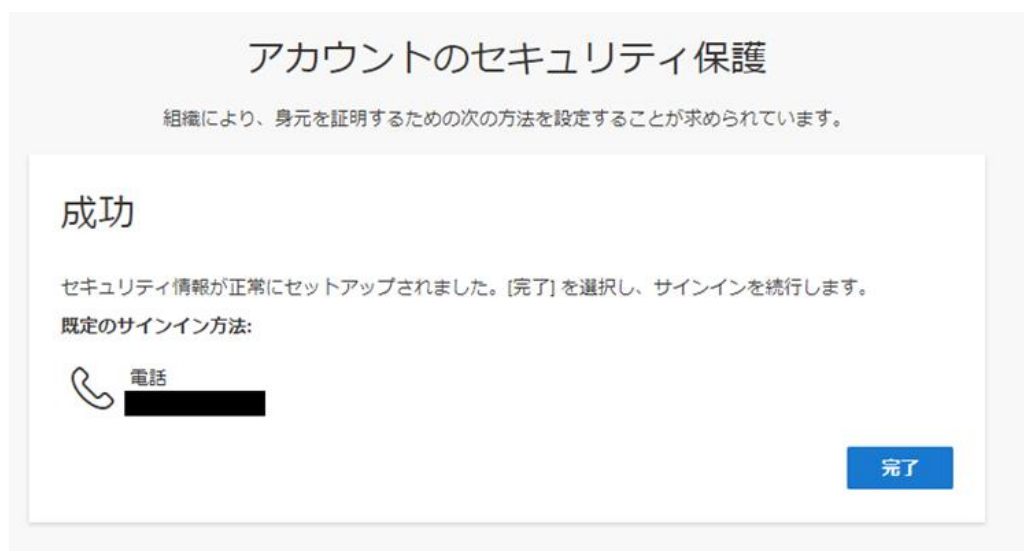 アカウントのセキュリティ保護
組織により、身元を証明するための次の方法を設定することが求められています。
成功
セキュリティ情報が正常にセットアップされました。[完了] を選択し、サインインを続行します。
既定のサインイン方法:
電話
完了